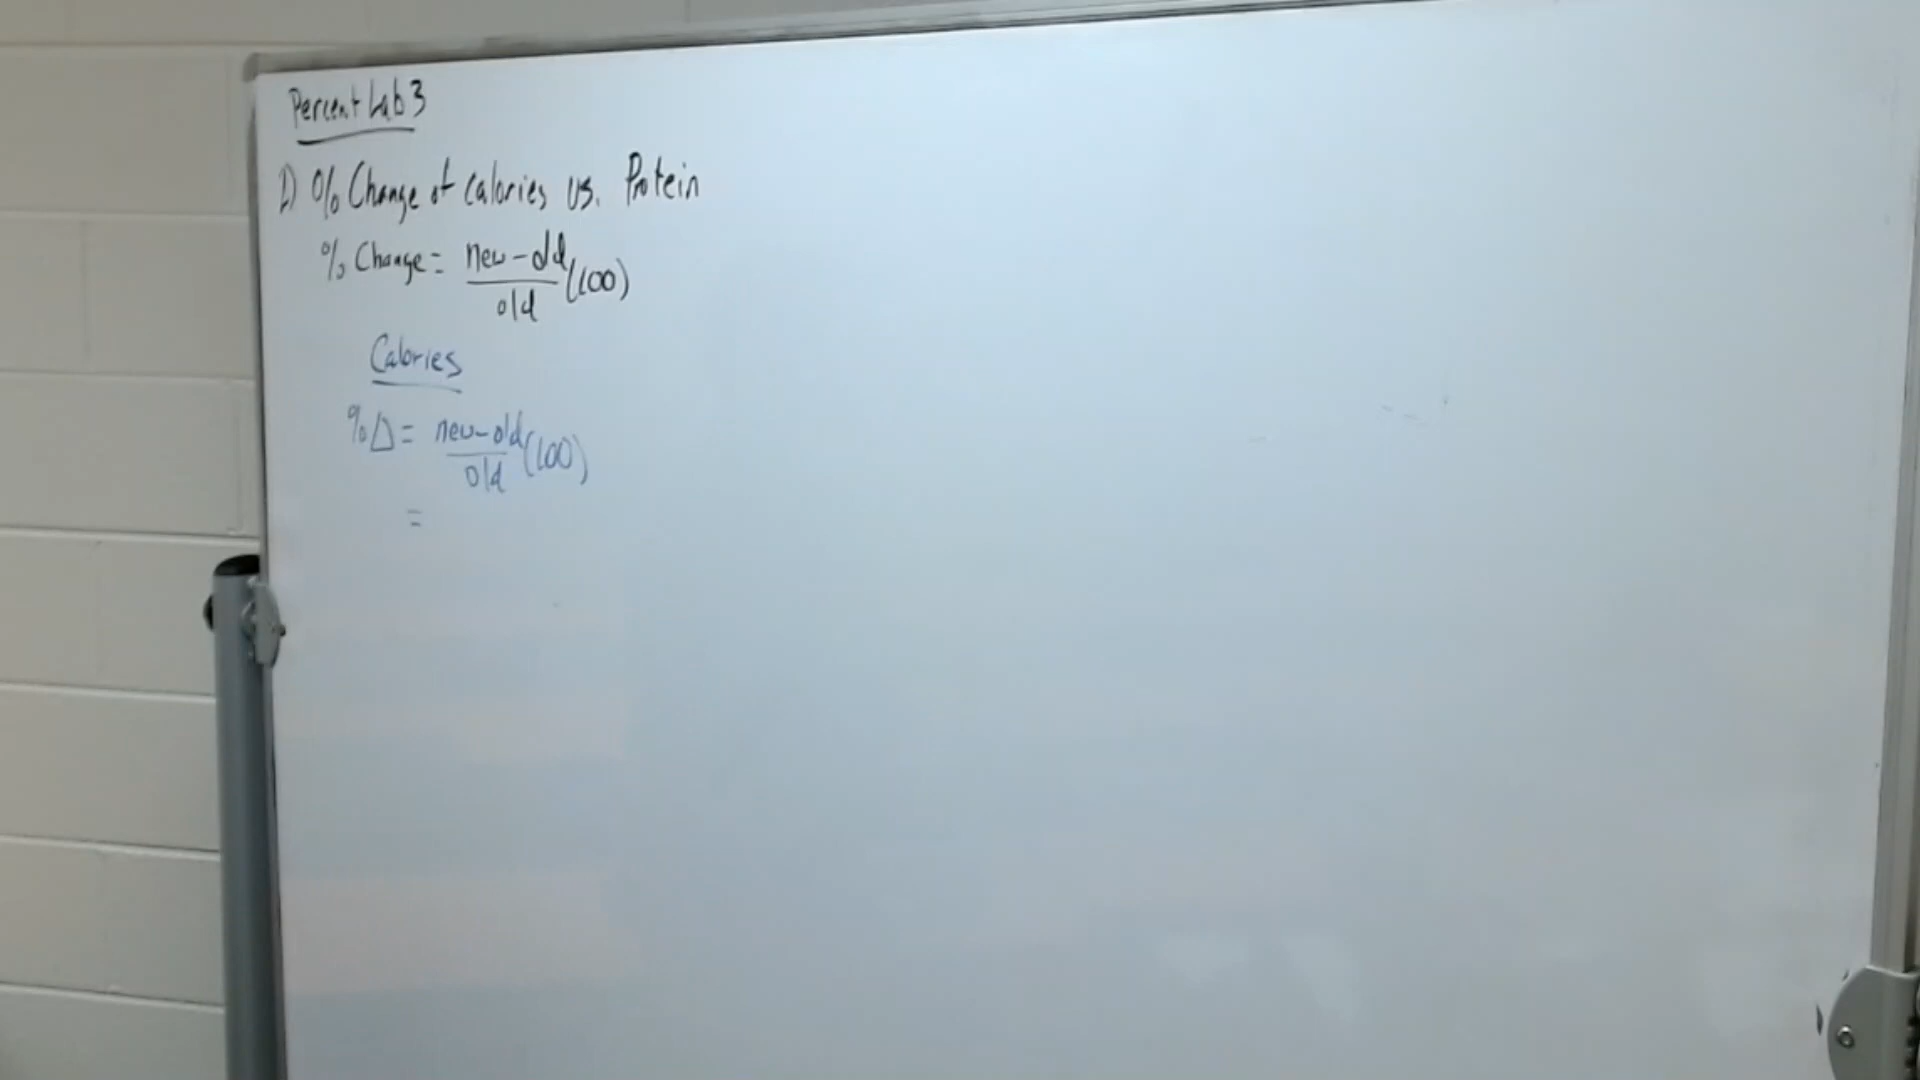 Percent Lab 3
1) % Change of Calories vs. Protein
% Change = new - old / old (100)
Calories
%Δ = new - old / old (100)
=